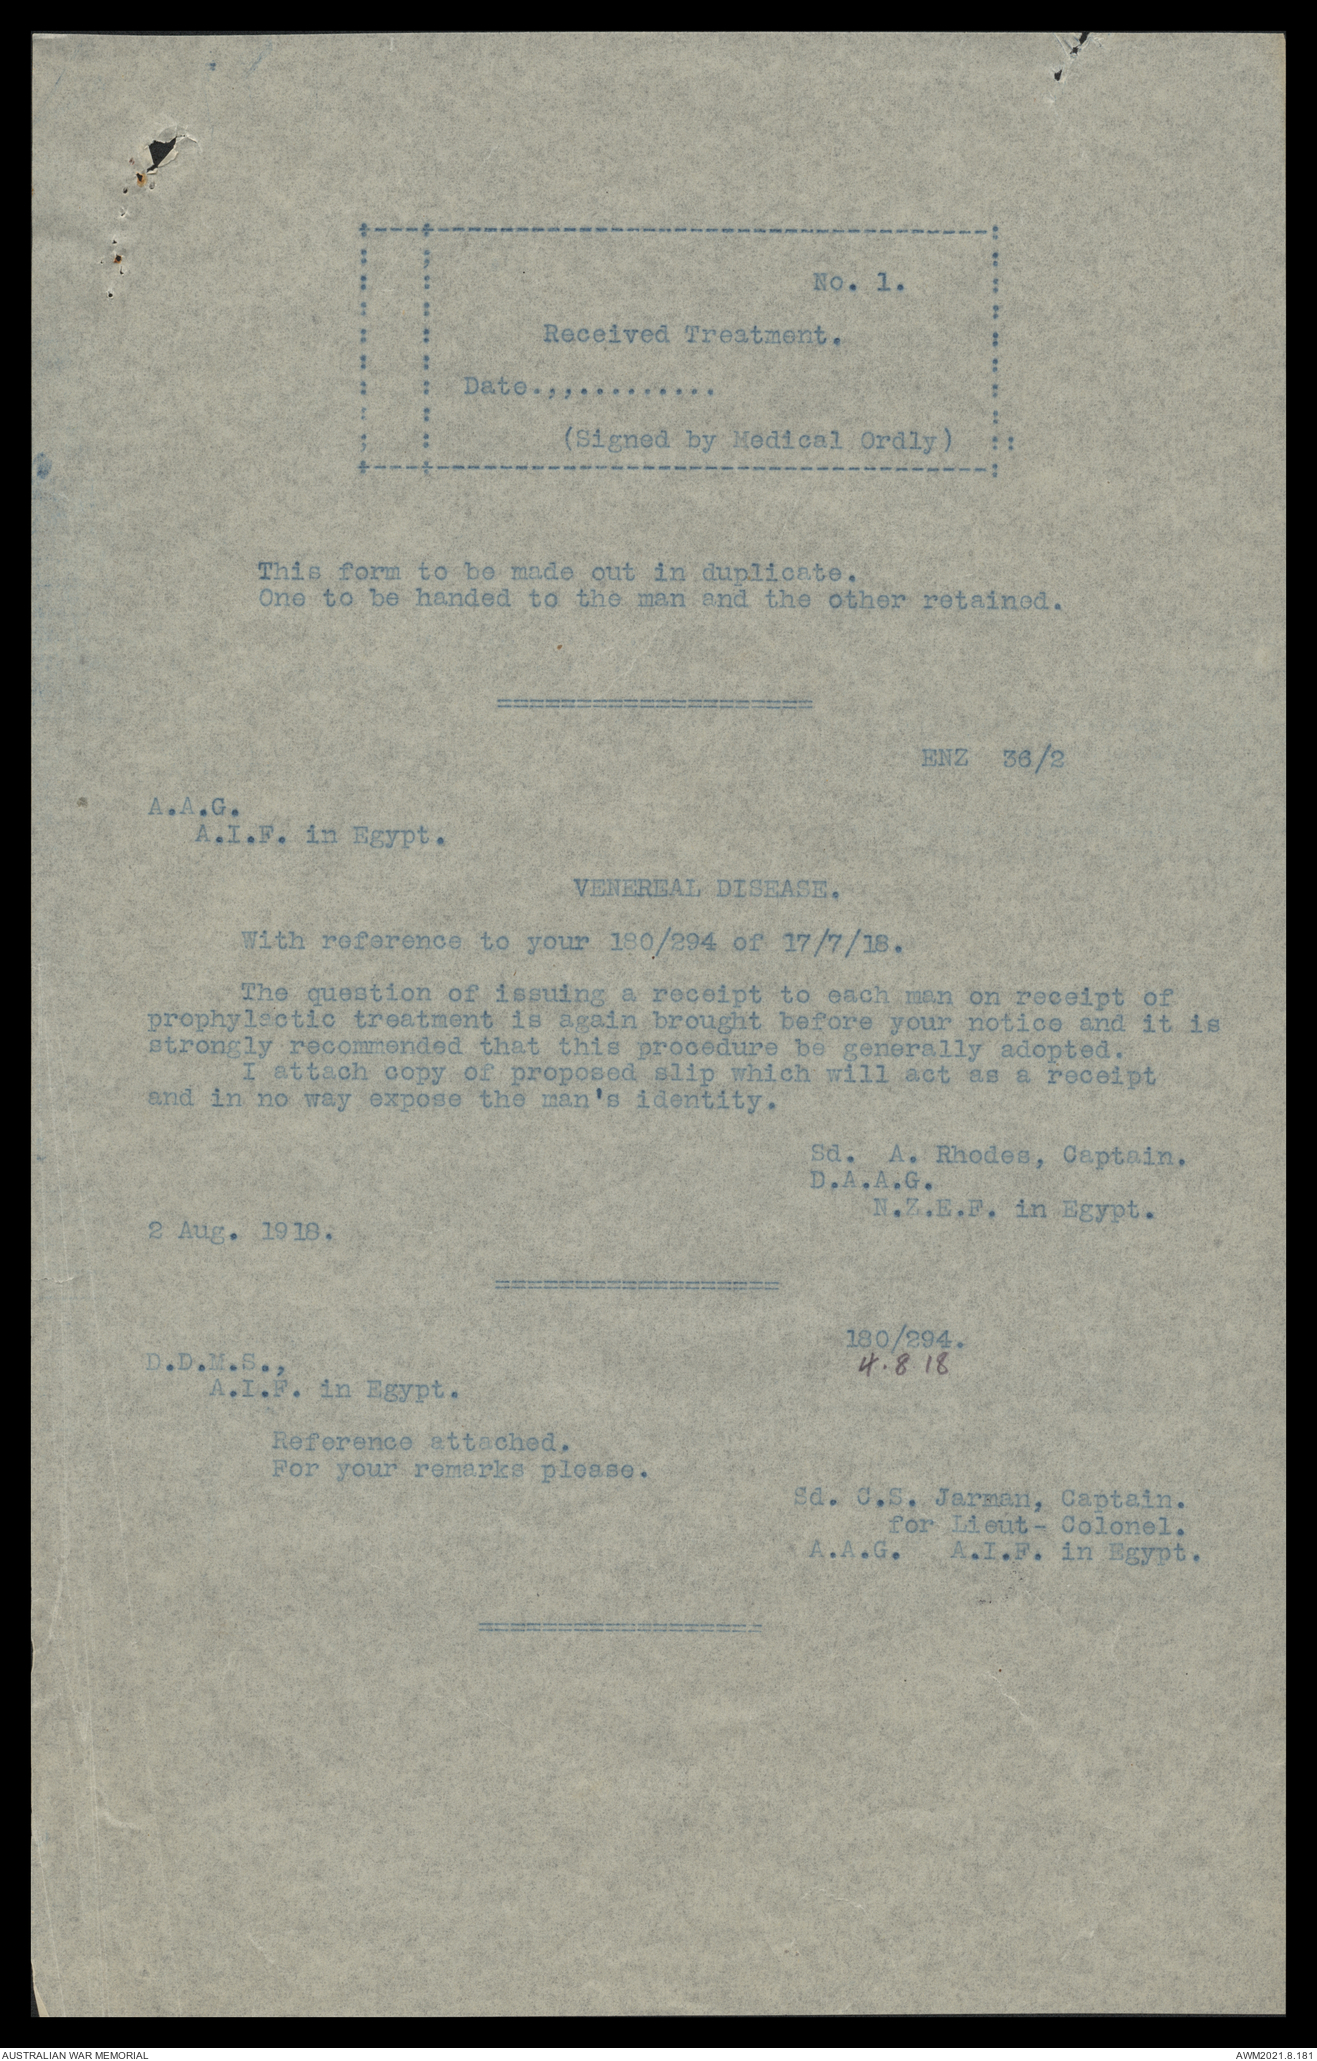 No. 1.
Received Treatment.
Date.,,..........
(Signed by Medical Ordly)
This form to be made out in duplicate.
One to be handed to the man and the other retained.
ENZ 36/2
A.A.G.
A.I.F. in Egypt.
VENEREAL DISEASE.
With reference to your 180/294 of 17/7/18.
The question of issuing a receipt to each man on receipt of
prophylactic treatment is again brought before your notice and it is
strongly recommended that this procedure be generally adopted.
I attach copy of proposed slip which will act as a receipt
and in no way expose the man's identity.
Sd. A. Rhodes, Captain.
D.A.A.G.
N.Z.E.F. in Egypt.
2 Aug. 1918.
180/294.
4.8 18
D.D.M.S.,
A.I.F. in Egypt.
Reference attached.
For your remarks please.
Sd. C.S. Jarman, Captain.
for Lieut- Colonel.
A.A.G. A.I.F. in Egypt.
AUSTRALIAN WAR MEMORIAL
AWM2021.8.181